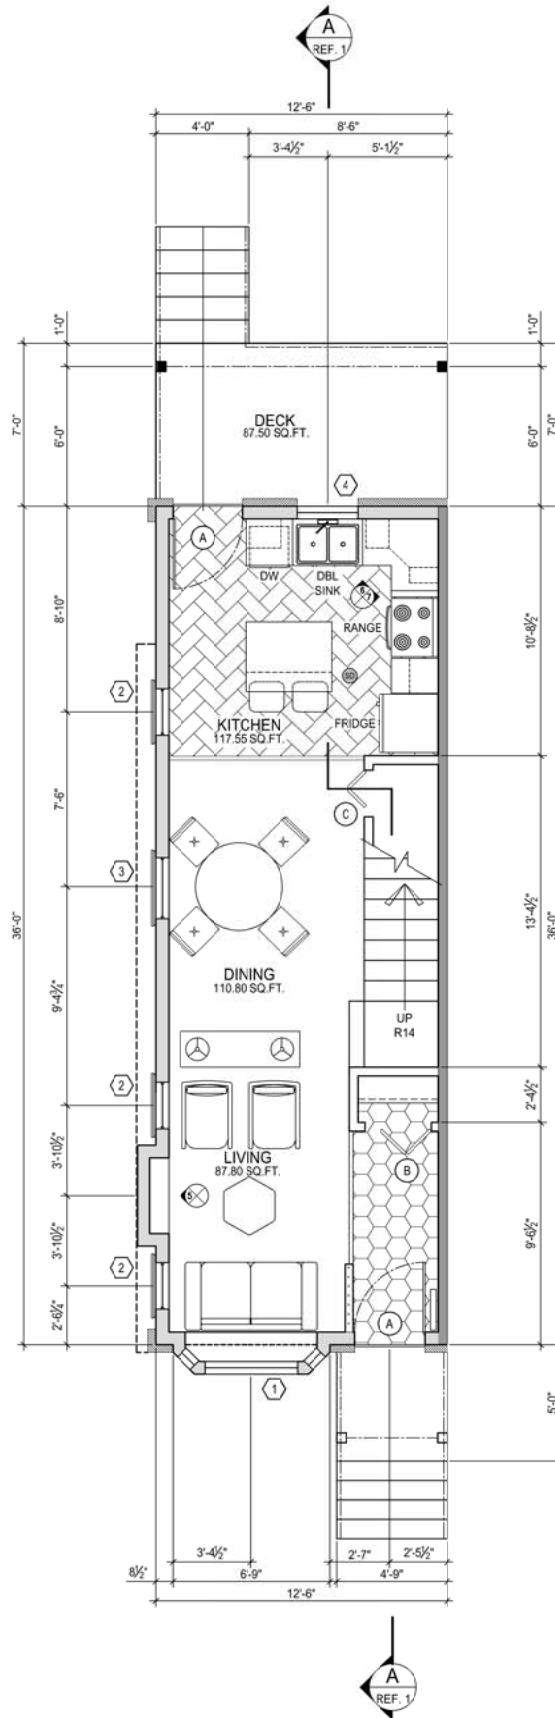 A
REF. 1
12'-6"
4'-0"
8'-6"
3'-4½"
5'-1½"
1'-0"
1'-0"
7'-0"
6'-0"
DECK
87.50 SQ.FT.
6'-0"
7'-0"
4
A
DW
DBL
SINK
6
7
RANGE
8'-10"
10'-8½"
SD
2
KITCHEN
117.55 SQ.FT.
FRIDGE
C
7'-6"
3
36'-0"
13'-4½"
36'-0"
DINING
110.80 SQ.FT.
9'-4¾"
UP
R14
2
2'-4½"
3'-10½"
LIVING
87.80 SQ.FT.
B
5
9'-6½"
3'-10½"
2
2'-6¼"
A
1
5'-0"
3'-4½"
2'-7"
2'-5½"
8½"
6'-9"
4'-9"
12'-6"
A
REF. 1